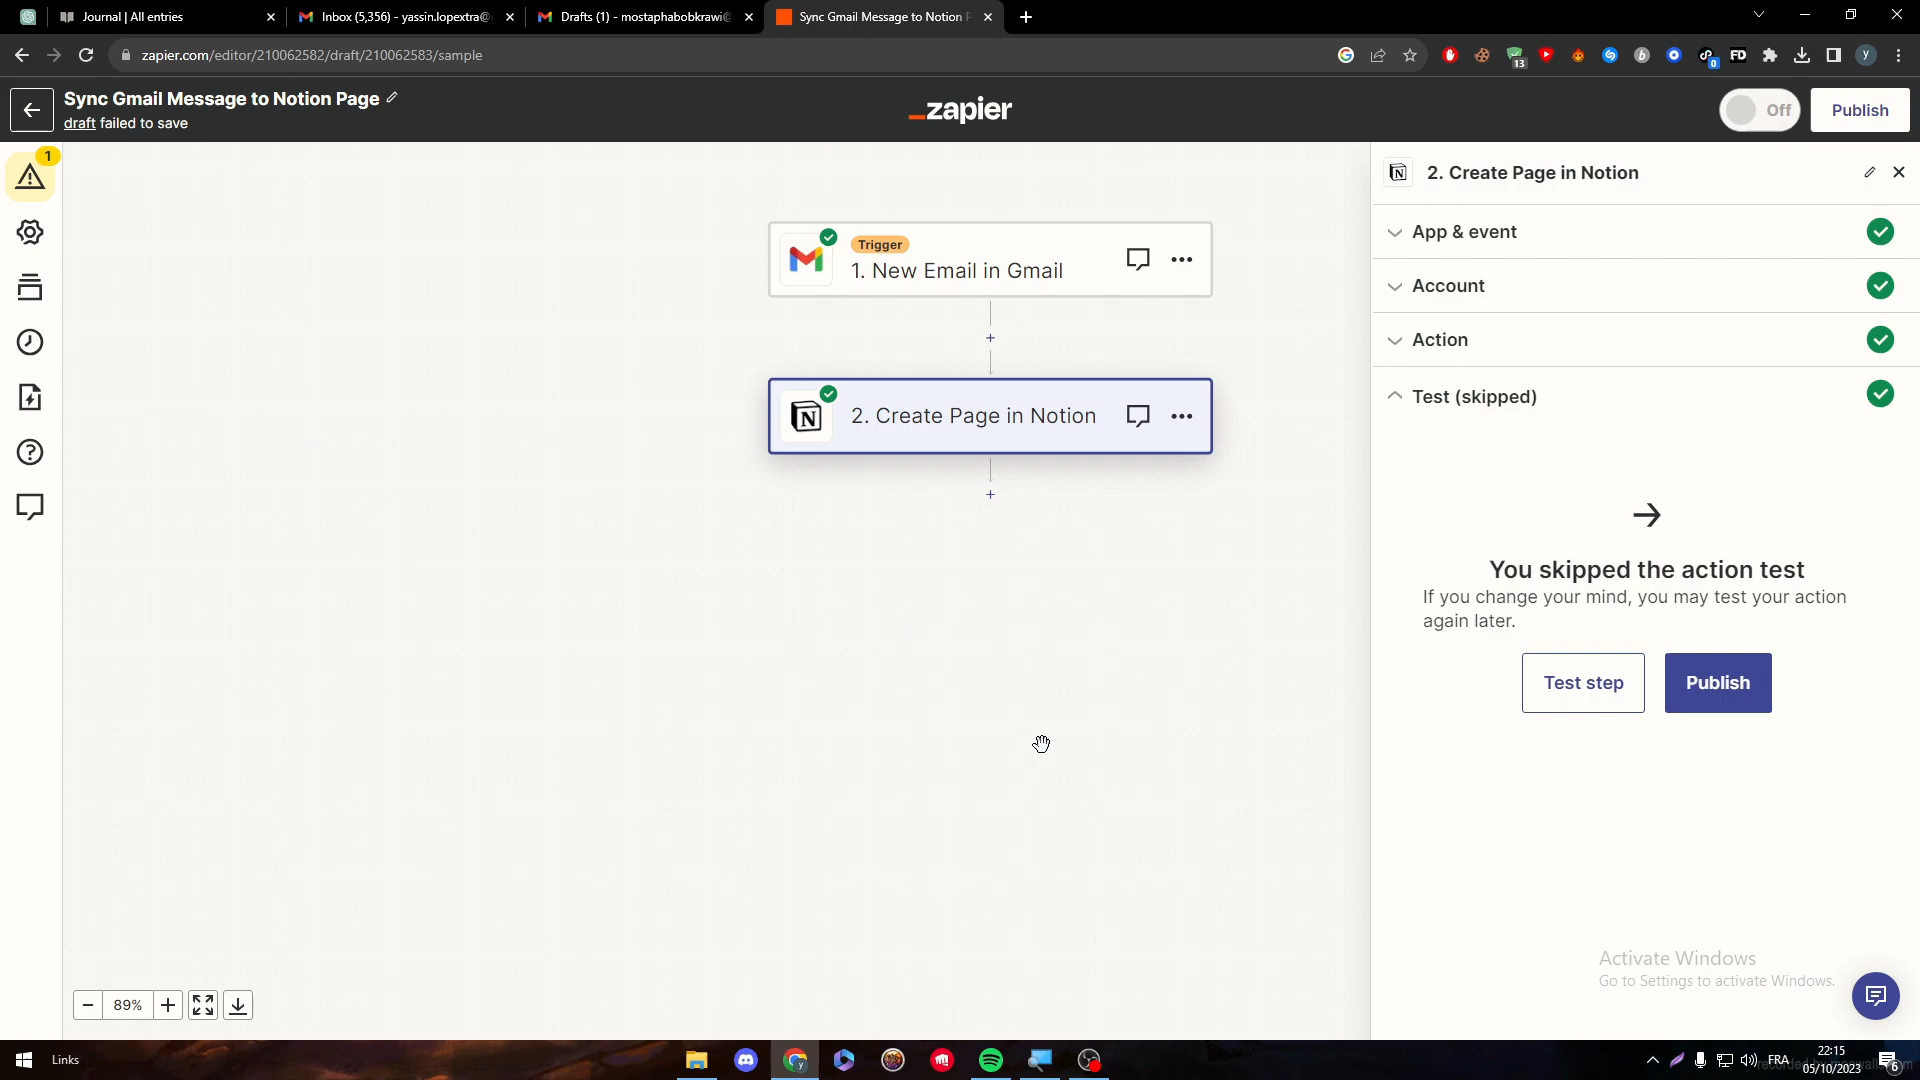 Journal | All entries
Inbox (5,356) - yassin.lopextra@
Drafts (1) - mostaphabobkrawi@
Sync Gmail Message to Notion P
zapier.com/editor/210062582/draft/210062583/sample
13
0
FD
y
Sync Gmail Message to Notion Page
draft failed to save
zapier
Off
Publish
1
Trigger
1. New Email in Gmail
2. Create Page in Notion
2. Create Page in Notion
App & event
Account
Action
Test (skipped)
You skipped the action test
If you change your mind, you may test your action
again later.
Test step
Publish
Activate Windows
Go to Settings to activate Windows.
89%
Links
FRA
22:15
05/10/2023
6